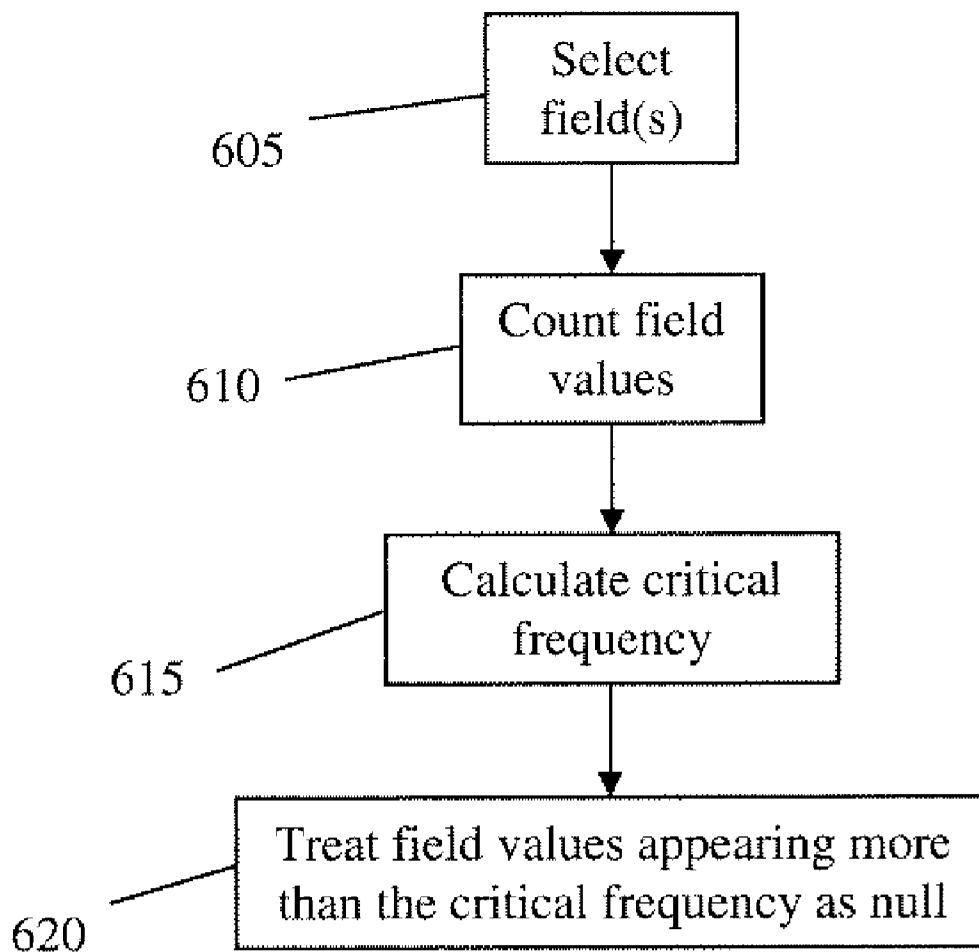 Select
field(s)
605
Count field
values
610
Calculate critical
frequency
615
Treat field values appearing more
than the critical frequency as null
620